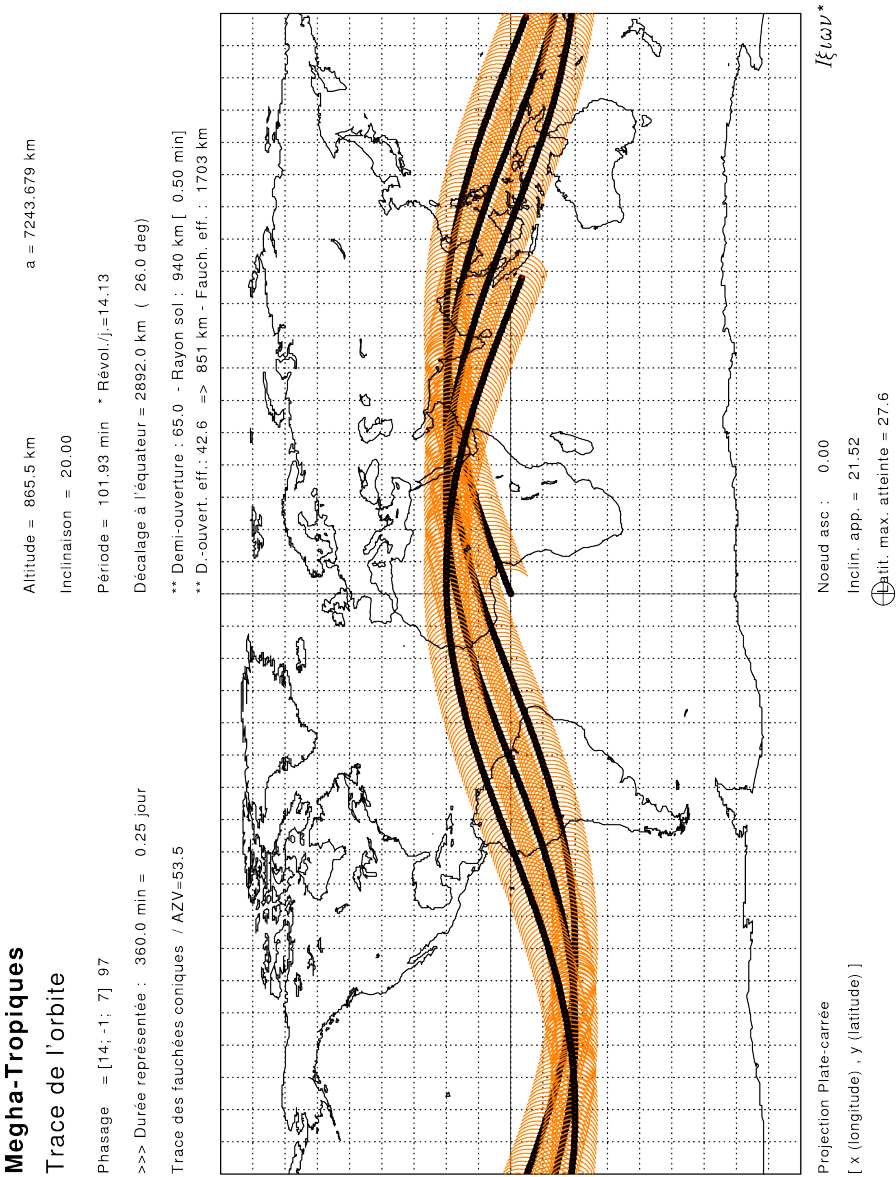 Megha-Tropiques
Trace de l'orbite
Phasage = [14; -1; 7] 97
>>> Durée représentée : 360.0 min = 0.25 jour
Trace des fauchées coniques / AZV=53.5
Altitude = 865.5 km a = 7243.679 km
Inclinaison = 20.00
Période = 101.93 min * Révol./j.=14.13
Décalage à l'équateur = 2892.0 km ( 26.0 deg)
** Demi-ouverture : 65.0 - Rayon sol : 940 km [ 0.50 min]
** D.-ouvert. eff.: 42.6 => 851 km - Fauch. eff. : 1703 km
Projection Plate-carrée
[ x (longitude) , y (latitude) ]
Noeud asc : 0.00
Inclin. app. = 21.52
Latit. max. atteinte = 27.6
Ιξιων*